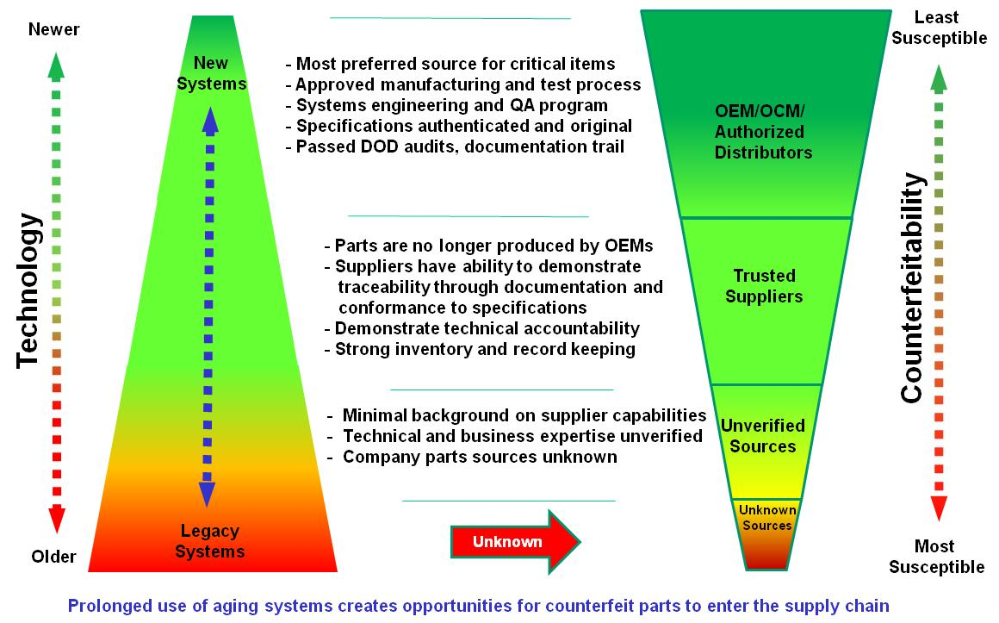 Newer
Technology
Older
New
Systems
Legacy
Systems
- Most preferred source for critical items
- Approved manufacturing and test process
- Systems engineering and QA program
- Specifications authenticated and original
- Passed DOD audits, documentation trail
- Parts are no longer produced by OEMs
- Suppliers have ability to demonstrate
traceability through documentation and
conformance to specifications
- Demonstrate technical accountability
- Strong inventory and record keeping
- Minimal background on supplier capabilities
- Technical and business expertise unverified
- Company parts sources unknown
Unknown
OEM/OCM/
Authorized
Distributors
Trusted
Suppliers
Unverified
Sources
Unknown
Sources
Least
Susceptible
Counterfeitability
Most
Susceptible
Prolonged use of aging systems creates opportunities for counterfeit parts to enter the supply chain